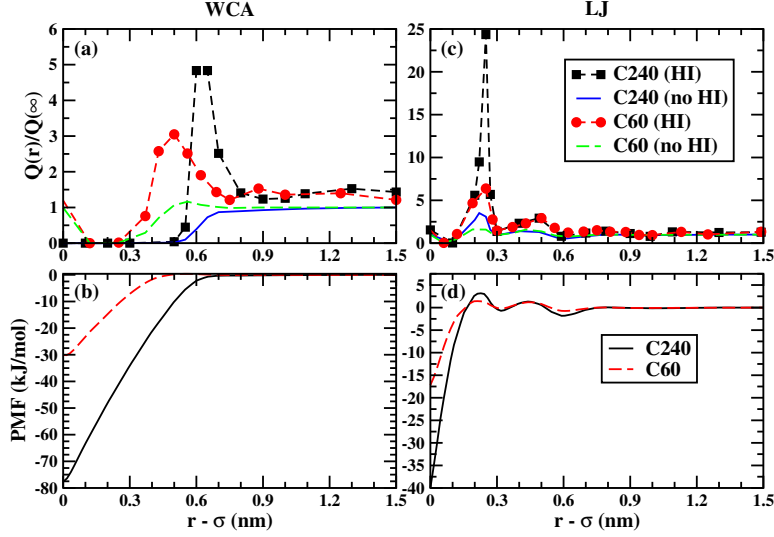 WCA
LJ
(a)
(c)
Q(r)/Q(∞)
6
5
4
3
2
1
0
25
20
15
10
5
0
C240 (HI)
C240 (no HI)
C60 (HI)
C60 (no HI)
(b)
(d)
PMF (kJ/mol)
0
-10
-20
-30
-40
-50
-60
-70
-80
5
0
-5
-10
-15
-20
-25
-30
-35
-40
C240
C60
0 0.3 0.6 0.9 1.2 1.5
0 0.3 0.6 0.9 1.2 1.5
r - σ (nm)
r - σ (nm)